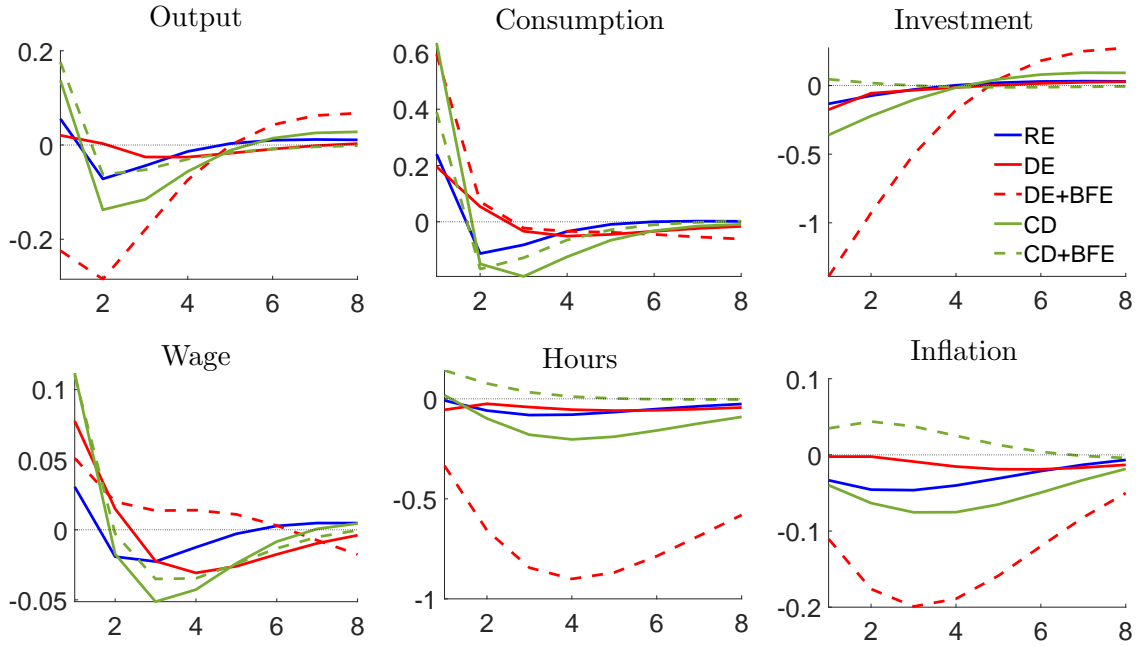 Output
0.2
0
-0.2
2 4 6 8
Consumption
0.6
0.4
0.2
0
2 4 6 8
Investment
0
-0.5
-1
2 4 6 8
RE
DE
DE+BFE
CD
CD+BFE
Wage
0.1
0.05
0
-0.05
2 4 6 8
Hours
0
-0.5
-1
2 4 6 8
Inflation
0.1
0
-0.1
-0.2
2 4 6 8